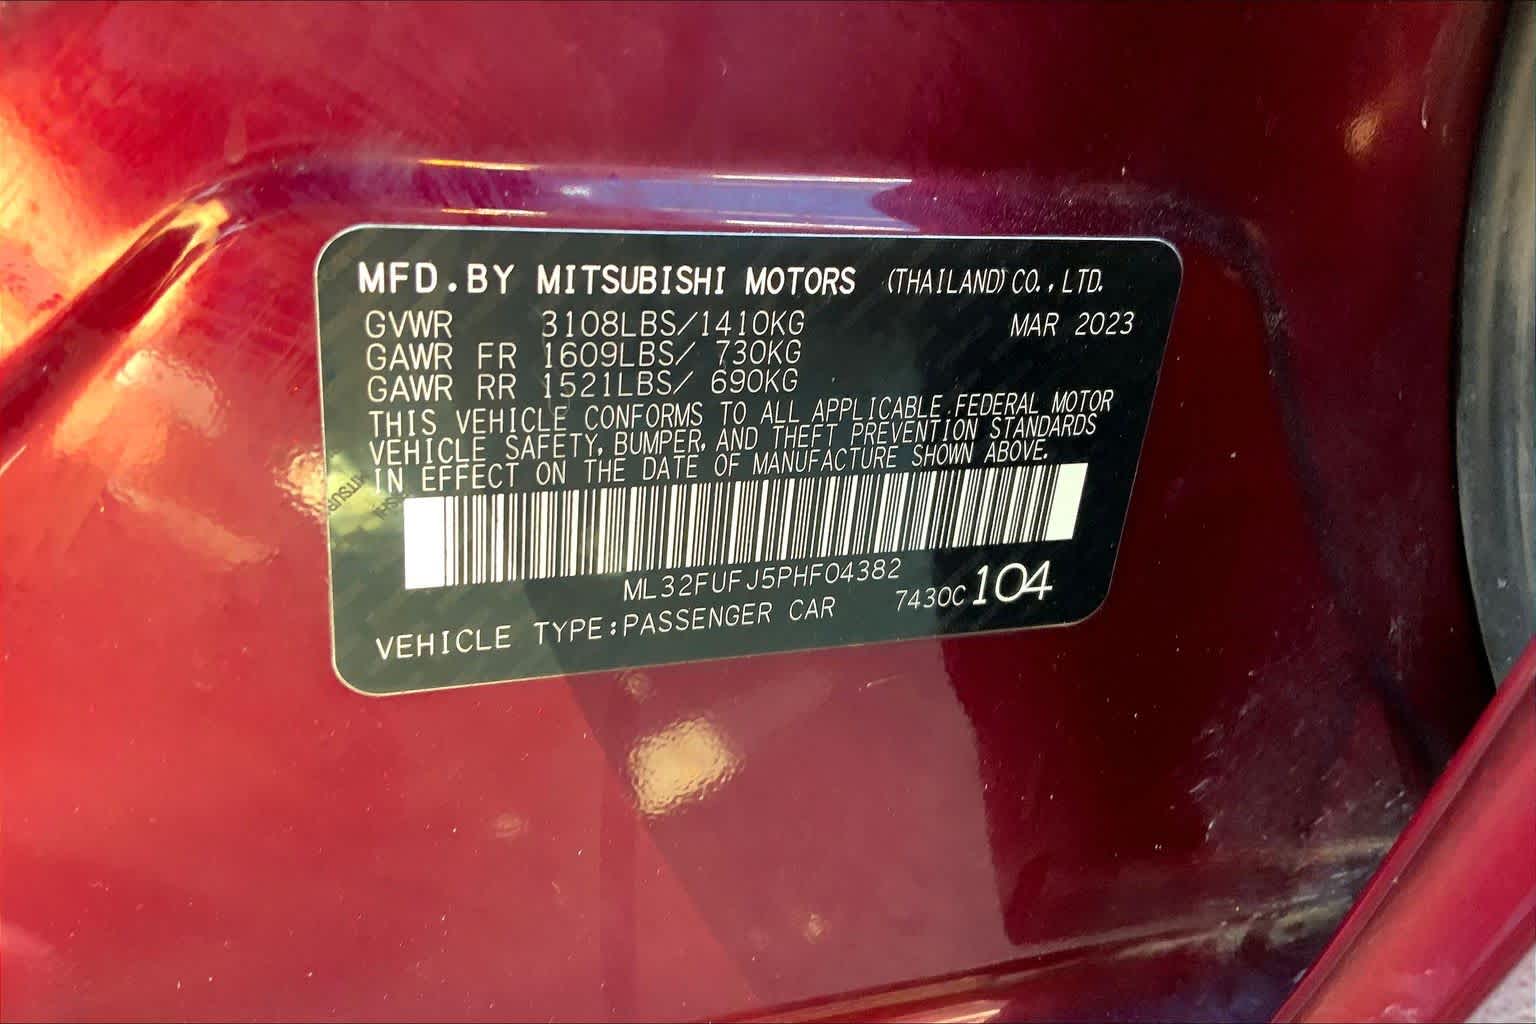 MFD.BY MITSUBISHI MOTORS (THAILAND) CO., LTD.
GVWR 3108LBS/1410KG MAR 2023
GAWR FR 1609LBS/ 730KG
GAWR RR 1521LBS/ 690KG
THIS VEHICLE CONFORMS TO ALL APPLICABLE FEDERAL MOTOR
VEHICLE SAFETY, BUMPER, AND THEFT PREVENTION STANDARDS
IN EFFECT ON THE DATE OF MANUFACTURE SHOWN ABOVE.
ML32FUFJ5PHF04382
VEHICLE TYPE:PASSENGER CAR 7430C 104